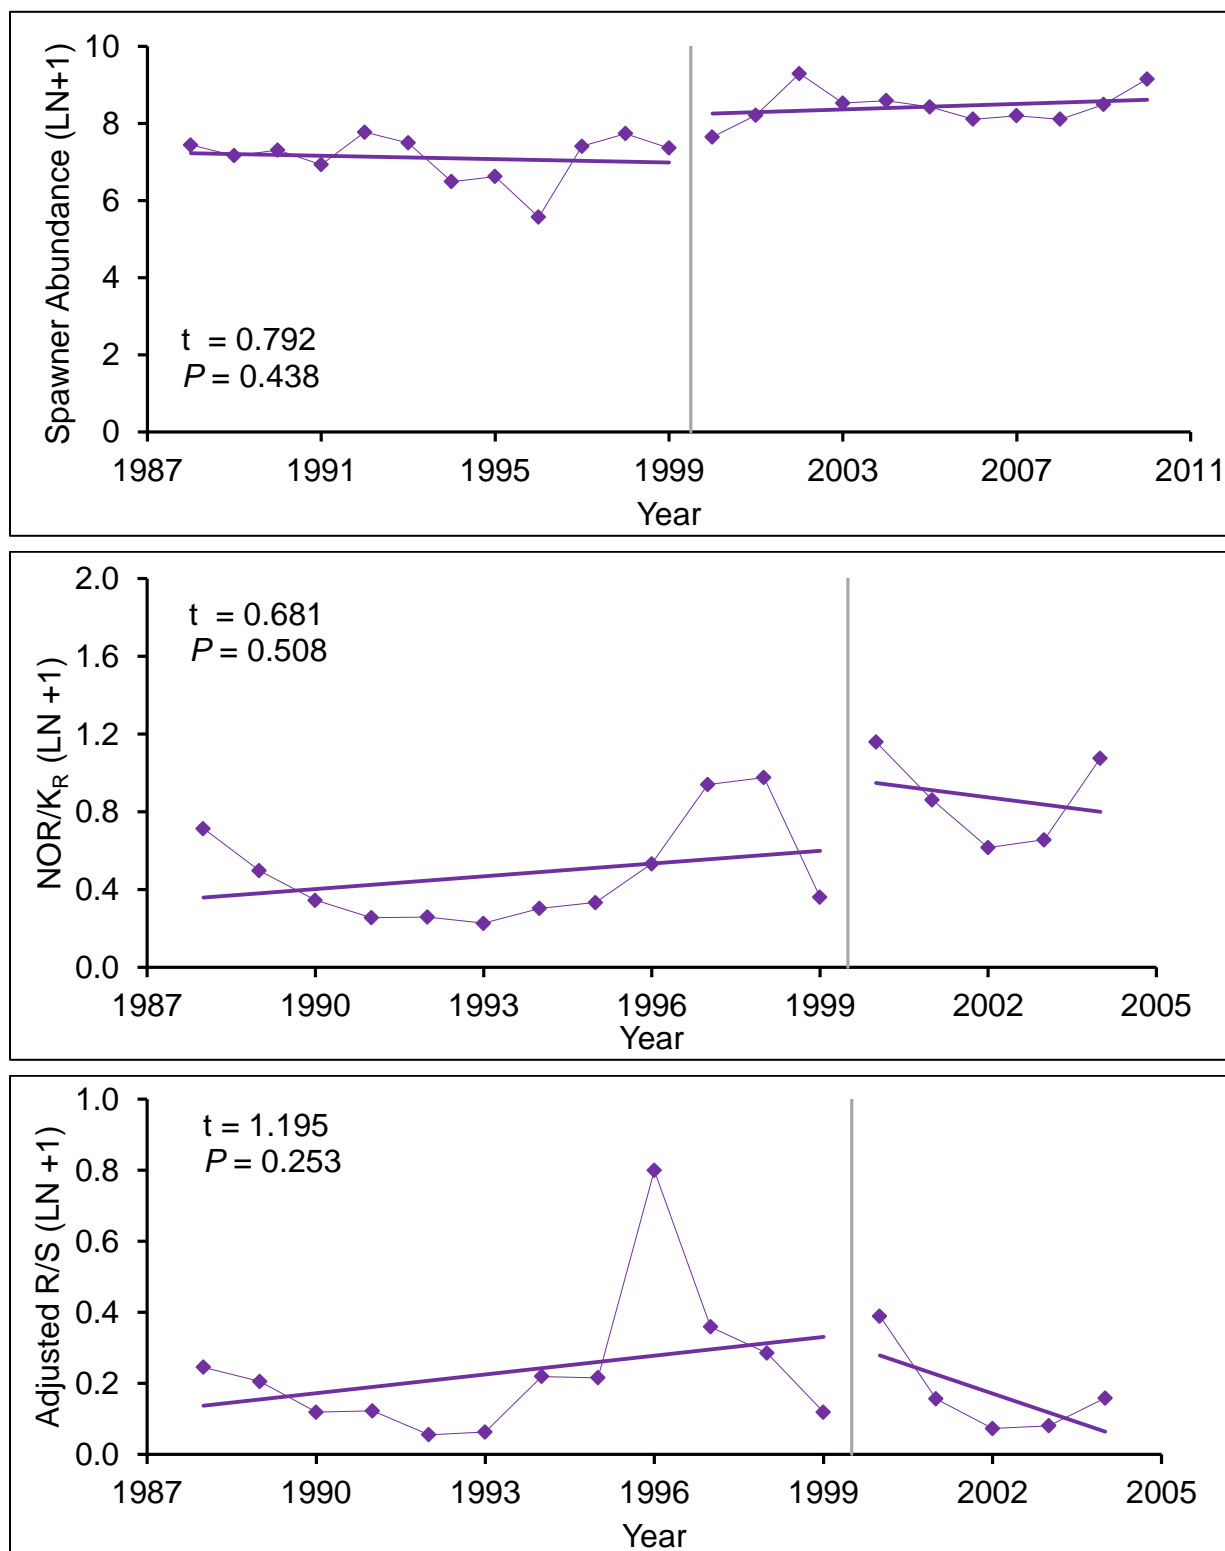 Spawner Abundance (LN+1)
10
8
6
4
2
0
t = 0.792
P = 0.438
1987 1991 1995 1999 2003 2007 2011
Year
NOR/KR (LN +1)
2.0
1.6
1.2
0.8
0.4
0.0
t = 0.681
P = 0.508
1987 1990 1993 1996 1999 2002 2005
Year
Adjusted R/S (LN +1)
1.0
0.8
0.6
0.4
0.2
0.0
t = 1.195
P = 0.253
1987 1990 1993 1996 1999 2002 2005
Year